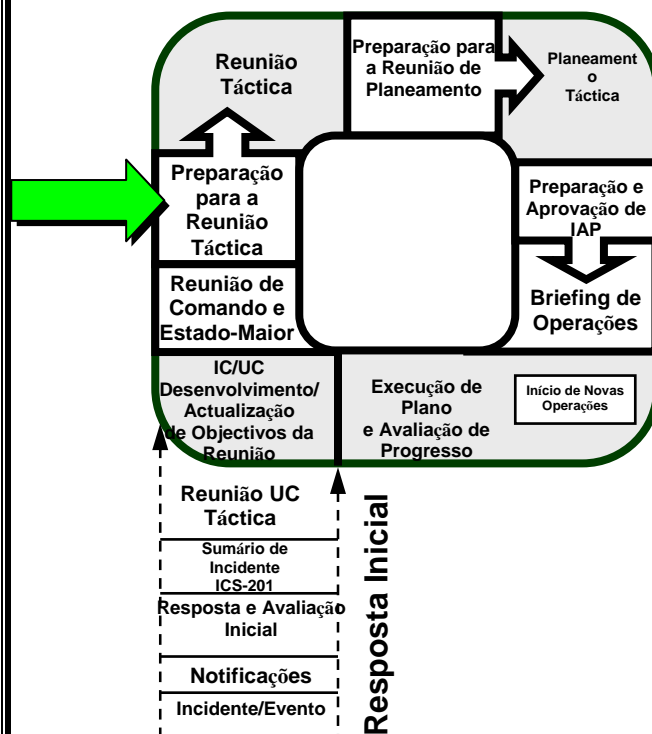 Reunião
Táctica
Preparação para
a Reunião de
Planeamento
Planeament
o
Táctica
Preparação
para a
Reunião
Táctica
Preparação e
Aprovação de
IAP
Reunião de
Comando e
Estado-Maior
Briefing de
Operações
IC/UC
Desenvolvimento/
Actualização
de Objectivos da
Reunião
Execução de
Plano
e Avaliação de
Progresso
Início de Novas
Operações
Reunião UC
Táctica
Sumário de
Incidente
ICS-201
Resposta e Avaliação
Inicial
Notificações
Incidente/Evento
Resposta Inicial